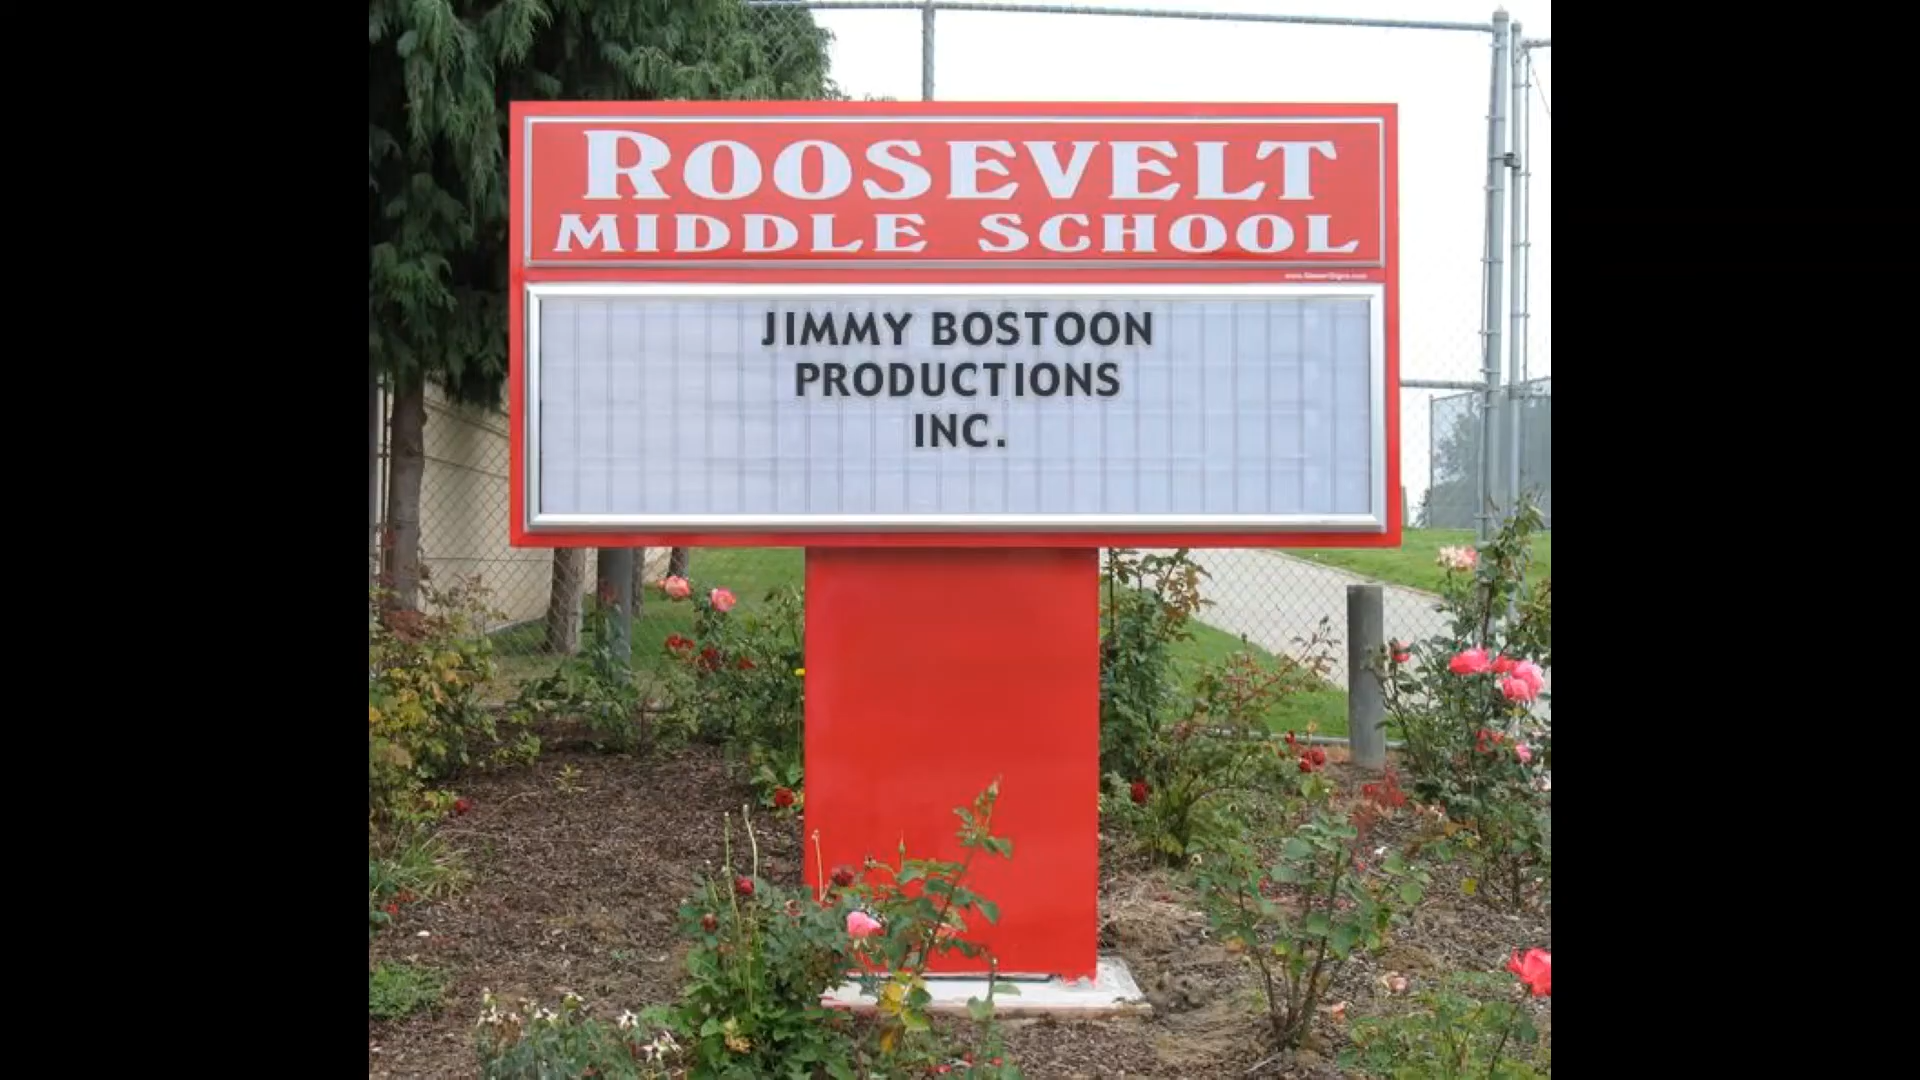 ROOSEVELT
MIDDLE SCHOOL
JIMMY BOSTOON
PRODUCTIONS
INC.